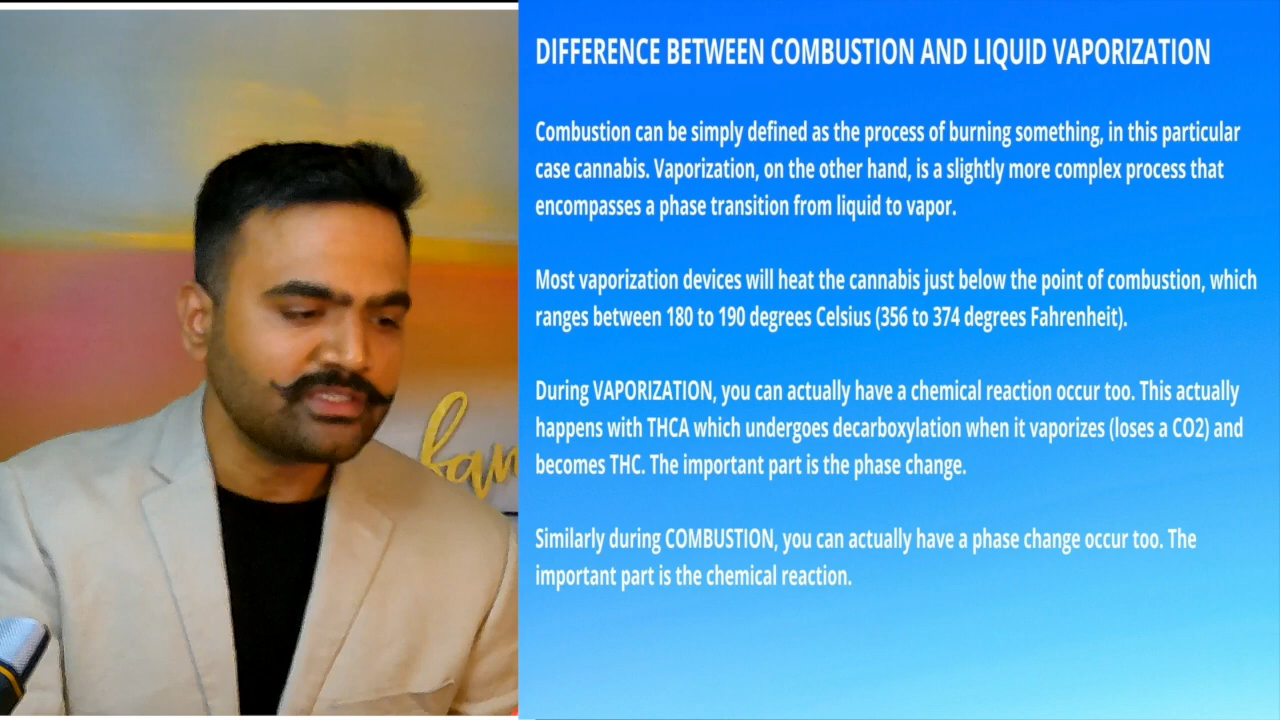 DIFFERENCE BETWEEN COMBUSTION AND LIQUID VAPORIZATION
Combustion can be simply defined as the process of burning something, in this particular
case cannabis. Vaporization, on the other hand, is a slightly more complex process that
encompasses a phase transition from liquid to vapor.
Most vaporization devices will heat the cannabis just below the point of combustion, which
ranges between 180 to 190 degrees Celsius (356 to 374 degrees Fahrenheit).
During VAPORIZATION, you can actually have a chemical reaction occur too. This actually
happens with THCA which undergoes decarboxylation when it vaporizes (loses a CO2) and
becomes THC. The important part is the phase change.
Similarly during COMBUSTION, you can actually have a phase change occur too. The
important part is the chemical reaction.